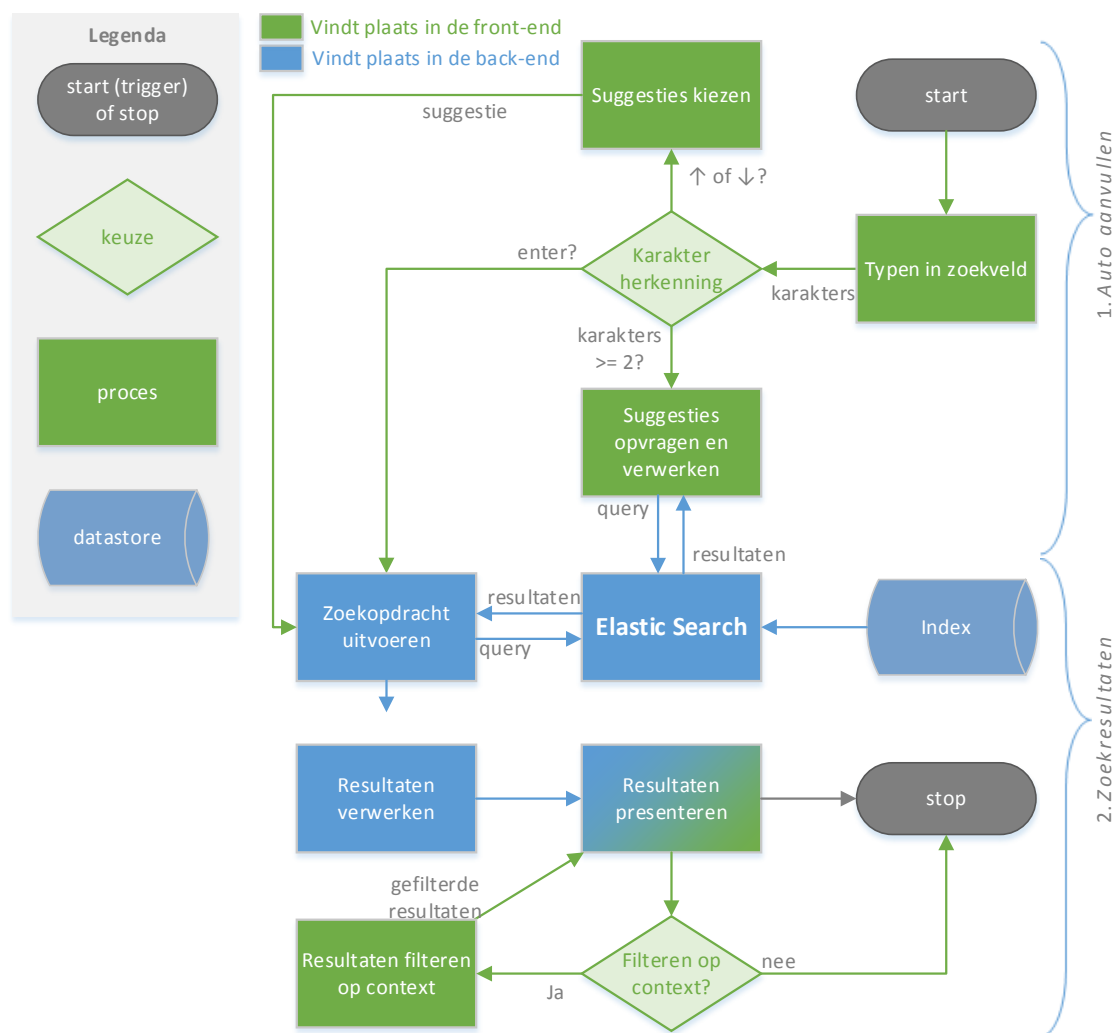 Legenda
start (trigger)
of stop
keuze
proces
datastore
Vindt plaats in de front-end
Vindt plaats in de back-end
suggestie
Suggesties kiezen
start
↑ of ↓?
enter?
Karakter
herkenning
karakters
Typen in zoekveld
karakters
>= 2?
Suggesties
opvragen en
verwerken
query
resultaten
1. Auto aanvullen
Zoekopdracht
uitvoeren
resultaten
query
Elastic Search
Index
Resultaten
verwerken
Resultaten
presenteren
stop
gefilterde
resultaten
Resultaten filteren
op context
Ja
Filteren op
context?
nee
2. Zoekresultaten